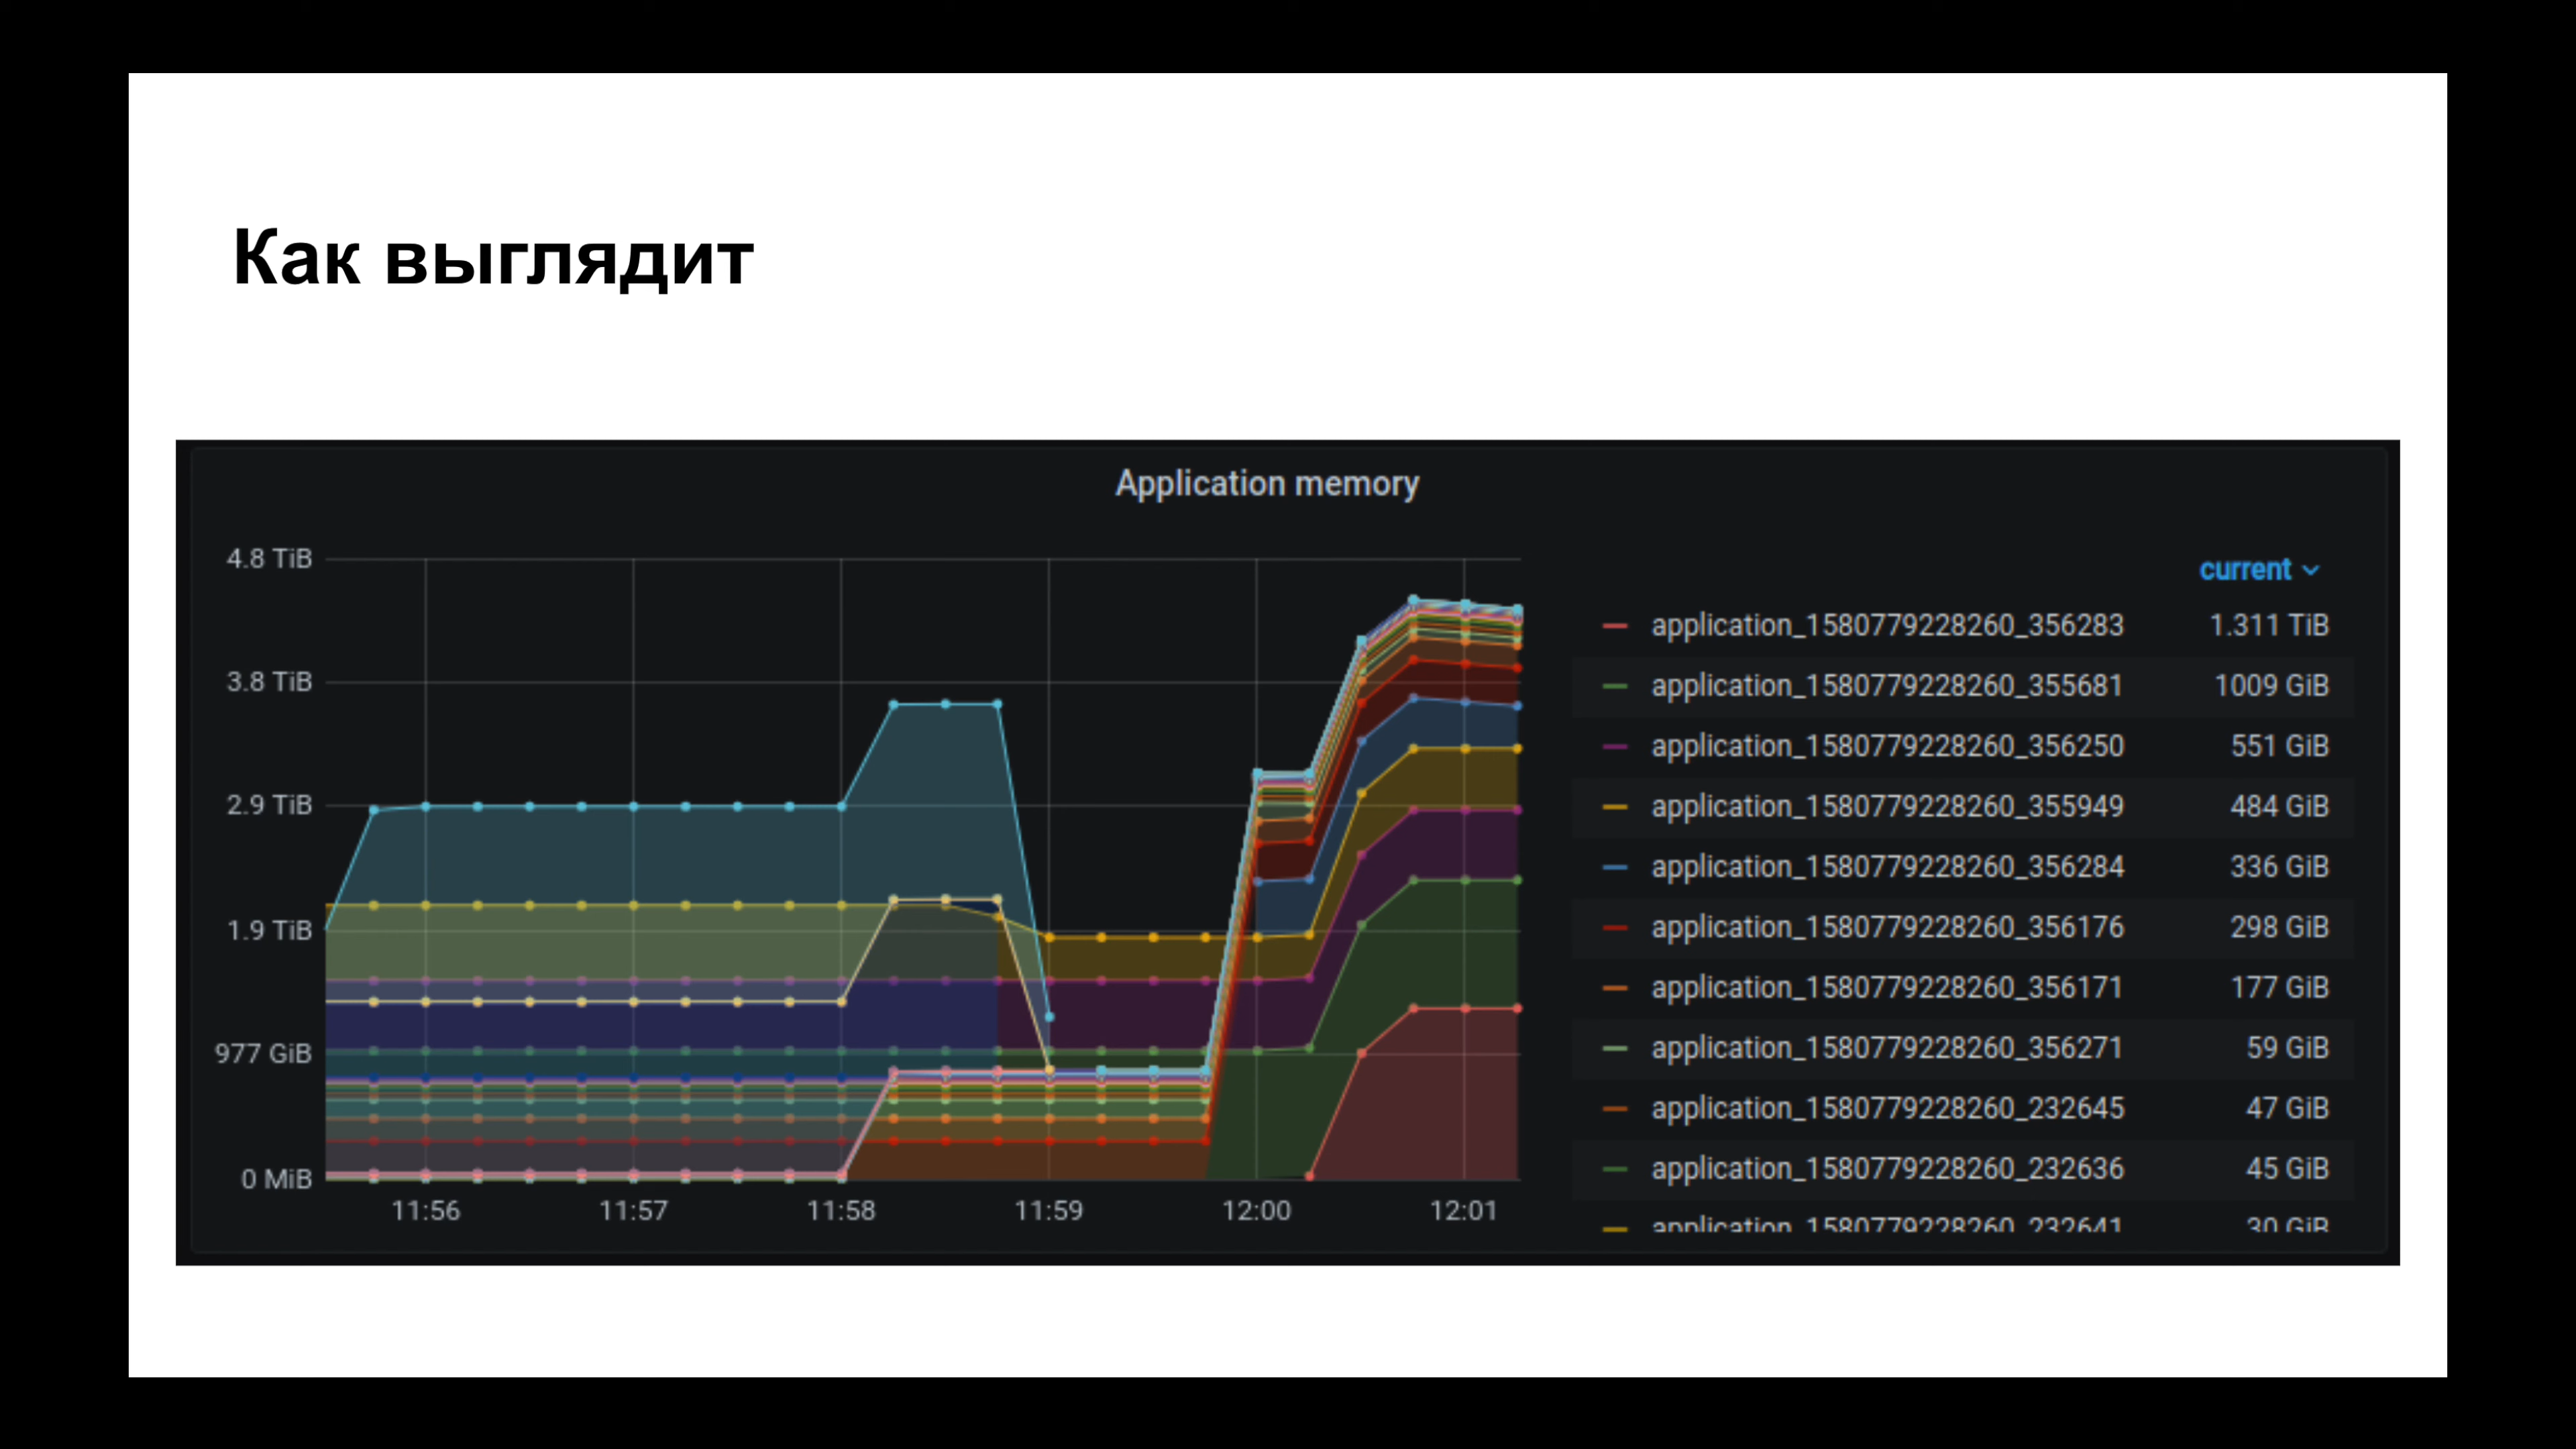 Как выглядит
Application memory
4.8 TiB
3.8 TiB
2.9 TiB
1.9 TiB
977 GiB
0 MiB
11:56 11:57 11:58 11:59 12:00 12:01
current
application_1580779228260_356283 1.311 TiB
application_1580779228260_355681 1009 GiB
application_1580779228260_356250 551 GiB
application_1580779228260_355949 484 GiB
application_1580779228260_356284 336 GiB
application_1580779228260_356176 298 GiB
application_1580779228260_356171 177 GiB
application_1580779228260_356271 59 GiB
application_1580779228260_232645 47 GiB
application_1580779228260_232636 45 GiB
application_1580779228260_232641 30 GiB